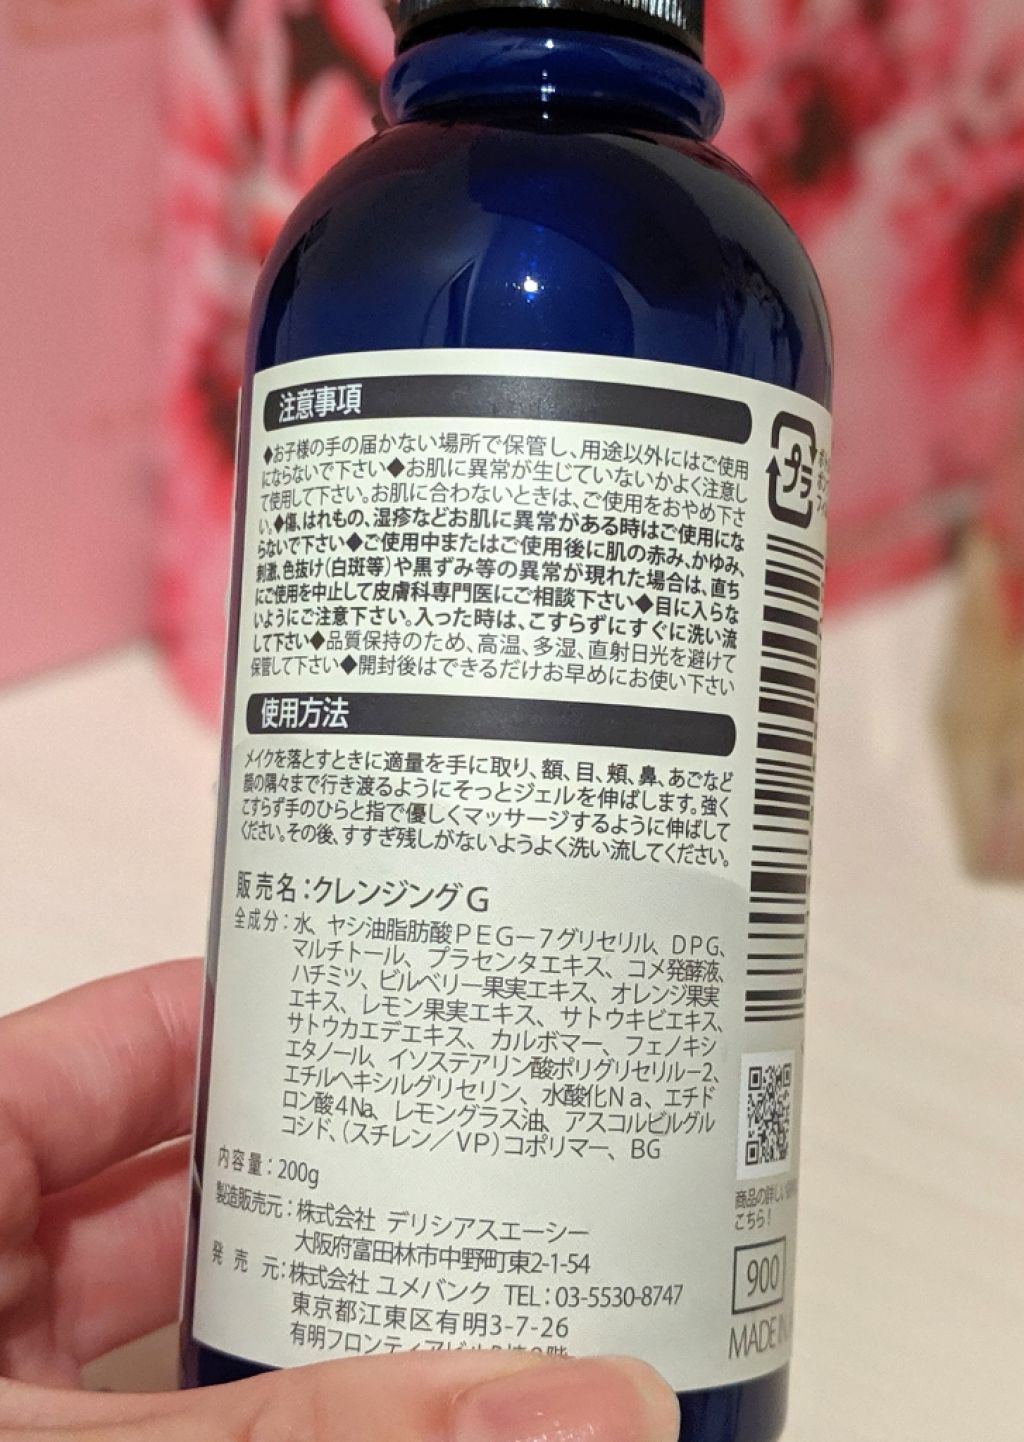 注意事項
◆お子様の手の届かない場所で保管し、用途以外にはご使用
にならないで下さい◆お肌に異常が生じていないかよく注意し
て使用して下さい。お肌に合わないときは、ご使用をおやめ下さ
い。◆傷、はれもの、湿疹などお肌に異常がある時はご使用にな
らないで下さい◆ご使用中またはご使用後に肌の赤み、かゆみ、
刺激、色抜け(白斑等)や黒ずみ等の異常が現れた場合は、直ち
にご使用を中止して皮膚科専門医にご相談下さい◆目に入らな
いようにご注意下さい。入った時は、こすらずにすぐに洗い流
して下さい◆品質保持のため、高温、多湿、直射日光を避けて
保管して下さい◆開封後はできるだけお早めにお使い下さい
使用方法
メイクを落とすときに適量を手に取り、額、目、頬、鼻、あごなど
顔の隅々まで行き渡るようにそっとジェルを伸ばします。強く
こすらず手のひらと指で優しくマッサージするように伸ばして
ください。その後、すすぎ残しがないようよく洗い流してください。
販売名:クレンジングG
全成分:水、ヤシ油脂肪酸PEG-7グリセリル、DPG、
マルチトール、プラセンタエキス、コメ発酵液、
ハチミツ、ビルベリー果実エキス、オレンジ果実
エキス、レモン果実エキス、サトウキビエキス、
サトウカエデエキス、カルボマー、フェノキシ
エタノール、イソステアリン酸ポリグリセリル-2、
エチルヘキシルグリセリン、水酸化Na、エチド
ロン酸4Na、レモングラス油、アスコルビルグル
コシド、(スチレン/VP)コポリマー、BG
内容量:200g
製造販売元:株式会社 デリシアスエーシー
大阪府富田林市中野町東2-1-54
発売元:株式会社 ユメバンク TEL:03-5530-8747
東京都江東区有明3-7-26
有明フロンティアビル
プラ
商品の詳しい
こちら!
900
MADE IN